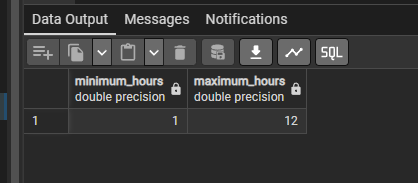 Data Output Messages Notifications
SQL
minimum_hours maximum_hours
double precision double precision
1 1 12